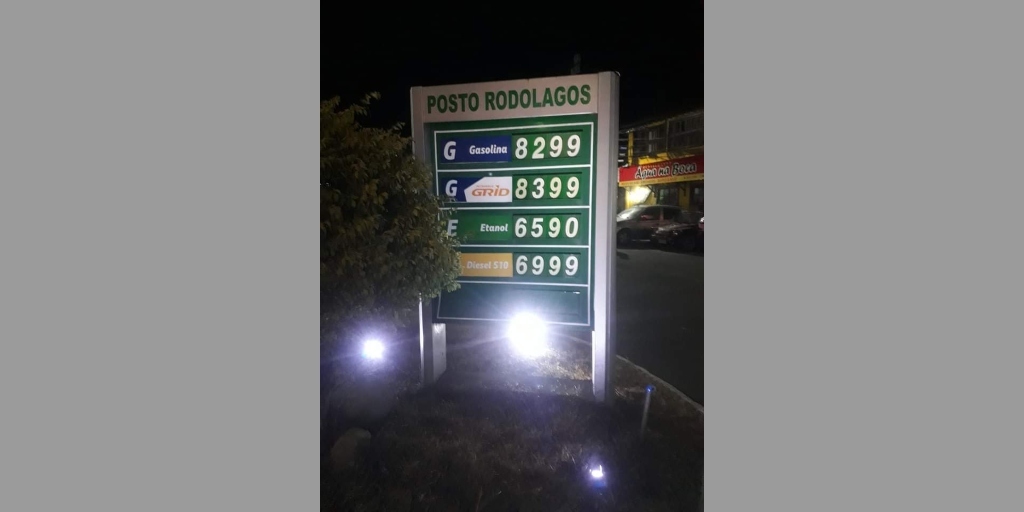 POSTO RODOLAGOS
G Gasolina 8299
G GRID 8399
E Etanol 6590
Diesel S10 6999
Água na Boca